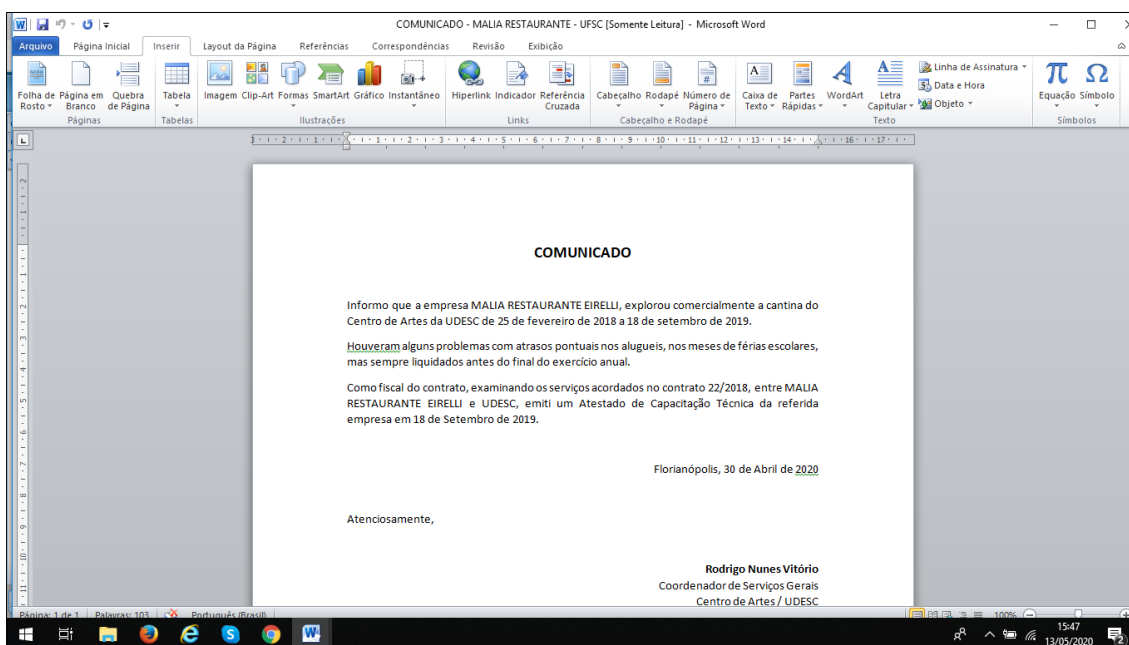 COMUNICADO - MALIA RESTAURANTE - UFSC [Somente Leitura] - Microsoft Word
Arquivo Página Inicial Inserir Layout da Página Referências Correspondências Revisão Exibição
Folha de Rosto
Página em Branco
Quebra de Página
Tabela
Imagem Clip-Art Formas SmartArt Gráfico Instantâneo
Hiperlink Indicador Referência Cruzada
Cabeçalho Rodapé Número de Página
Caixa de Texto
Partes Rápidas
WordArt
Letra Capitular
Linha de Assinatura
Data e Hora
Objeto
Equação Símbolo
Páginas Tabelas Ilustrações Links Cabeçalho e Rodapé Texto Símbolos
COMUNICADO
Informo que a empresa MALIA RESTAURANTE EIRELLI, explorou comercialmente a cantina do
Centro de Artes da UDESC de 25 de fevereiro de 2018 a 18 de setembro de 2019.
Houveram alguns problemas com atrasos pontuais nos alugueis, nos meses de férias escolares,
mas sempre liquidados antes do final do exercício anual.
Como fiscal do contrato, examinando os serviços acordados no contrato 22/2018, entre MALIA
RESTAURANTE EIRELLI e UDESC, emiti um Atestado de Capacitação Técnica da referida
empresa em 18 de Setembro de 2019.
Florianópolis, 30 de Abril de 2020
Atenciosamente,
Rodrigo Nunes Vitório
Coordenador de Serviços Gerais
Centro de Artes / UDESC
Página: 1 de 1 Palavras: 103 Português (Brasil) 100%
15:47
13/05/2020